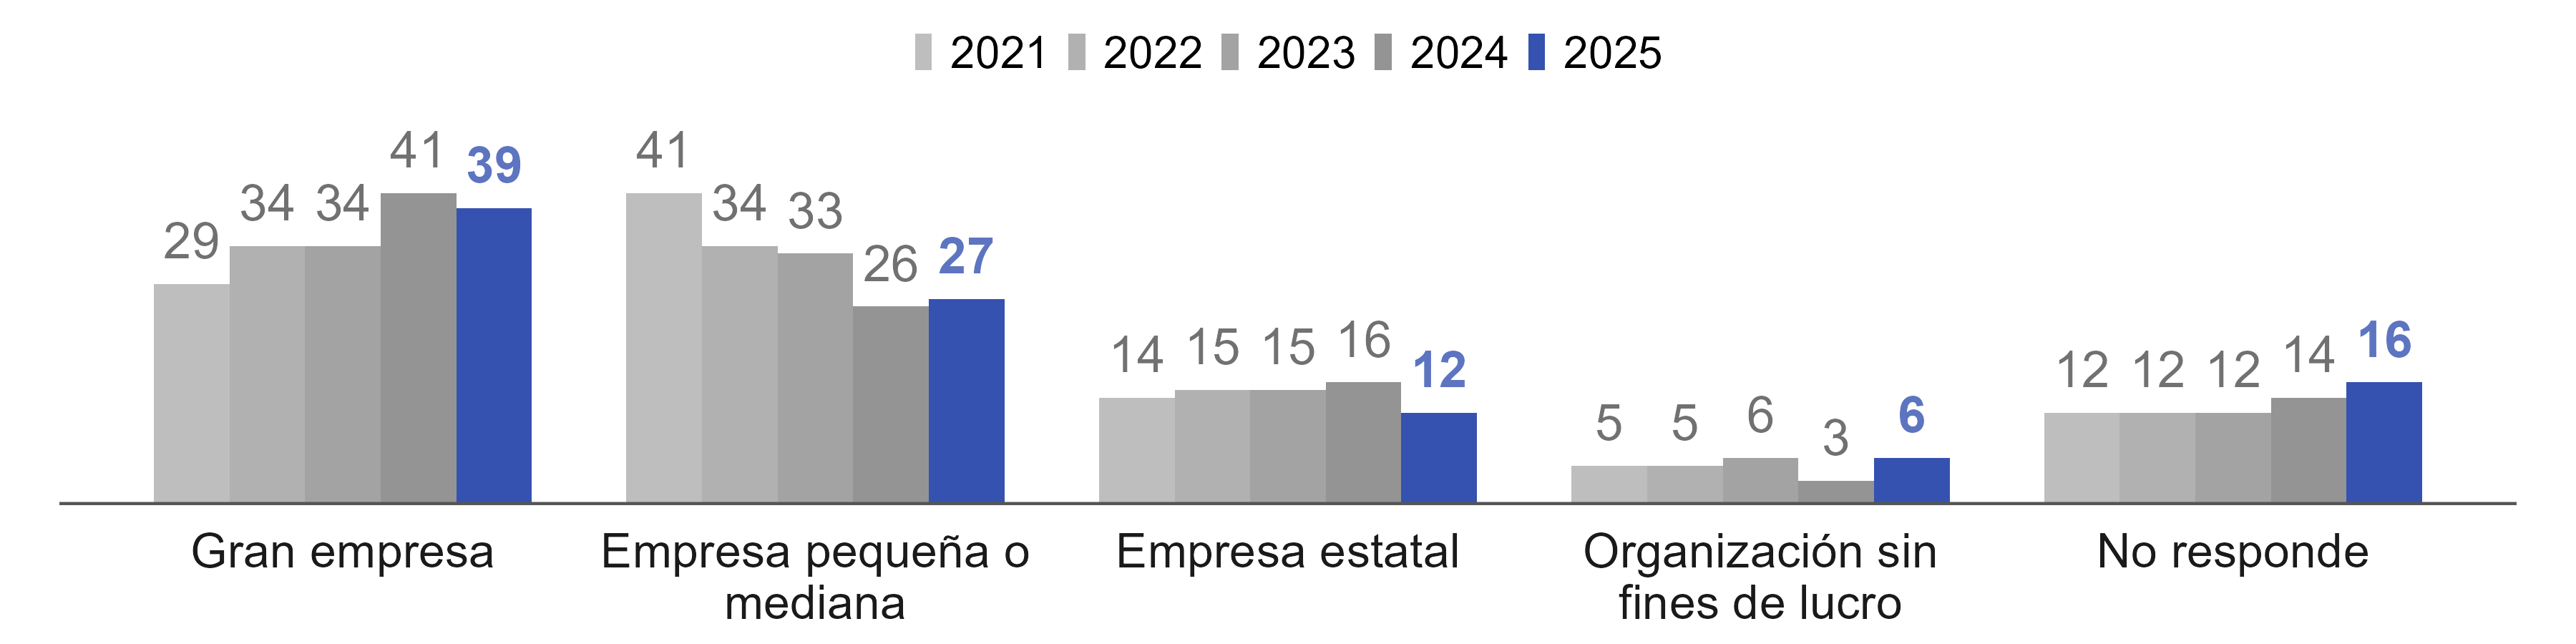 2021 2022 2023 2024 2025
29 34 34 41 39
41 34 33 26 27
14 15 15 16 12
5 5 6 3 6
12 12 12 14 16
Gran empresa
Empresa pequeña o
mediana
Empresa estatal
Organización sin
fines de lucro
No responde